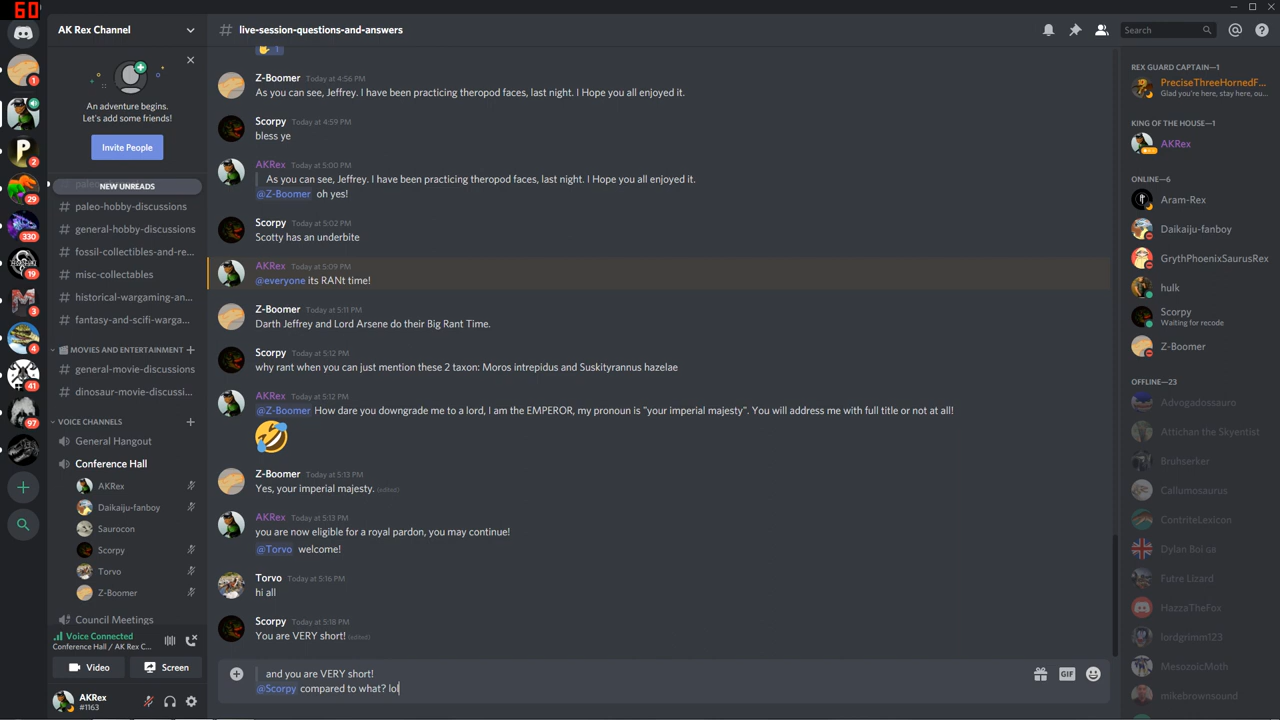 60
AK Rex Channel
live-session-questions-and-answers
Search
An adventure begins.
Let's add some friends!
Invite People
NEW UNREADS
paleo-hobby-discussions
general-hobby-discussions
fossil-collectibles-and-re...
misc-collectables
historical-wargaming-an...
fantasy-and-scifi-warga...
MOVIES AND ENTERTAINMENT
general-movie-discussions
dinosaur-movie-discussi...
VOICE CHANNELS
General Hangout
Conference Hall
AKRex
Daikaiju-fanboy
Saurocon
Scorpy
Torvo
Z-Boomer
Council Meetings
Voice Connected
Conference Hall / AK Rex C...
Video
Screen
AKRex
#1163
1
2
29
330
19
3
4
41
97
1
Z-Boomer Today at 4:56 PM
As you can see, Jeffrey. I have been practicing theropod faces, last night. I Hope you all enjoyed it.
Scorpy Today at 4:59 PM
bless ye
AKRex Today at 5:00 PM
As you can see, Jeffrey. I have been practicing theropod faces, last night. I Hope you all enjoyed it.
@Z-Boomer oh yes!
Scorpy Today at 5:02 PM
Scotty has an underbite
AKRex Today at 5:09 PM
@everyone its RANt time!
Z-Boomer Today at 5:11 PM
Darth Jeffrey and Lord Arsene do their Big Rant Time.
Scorpy Today at 5:12 PM
why rant when you can just mention these 2 taxon: Moros intrepidus and Suskityrannus hazelae
AKRex Today at 5:12 PM
@Z-Boomer How dare you downgrade me to a lord, I am the EMPEROR, my pronoun is "your imperial majesty". You will address me with full title or not at all!
Z-Boomer Today at 5:13 PM
Yes, your imperial majesty. (edited)
AKRex Today at 5:13 PM
you are now eligible for a royal pardon, you may continue!
@Torvo welcome!
Torvo Today at 5:16 PM
hi all
Scorpy Today at 5:18 PM
You are VERY short! (edited)
and you are VERY short!
@Scorpy compared to what? lol
GIF
REX GUARD CAPTAIN—1
PreciseThreeHornedF...
Glad you're here, stay here, ou...
KING OF THE HOUSE—1
AKRex
ONLINE—6
Aram-Rex
Daikaiju-fanboy
GrythPhoenixSaurusRex
hulk
Scorpy
Waiting for recode
Z-Boomer
OFFLINE—23
Advogadossauro
Attichan the Skyentist
Bruhserker
Callumosaurus
ContriteLexicon
Dylan Boi ua
Futre Lizard
HazzaTheFox
lordgrimm123
MesozoicMoth
mikebrownsound